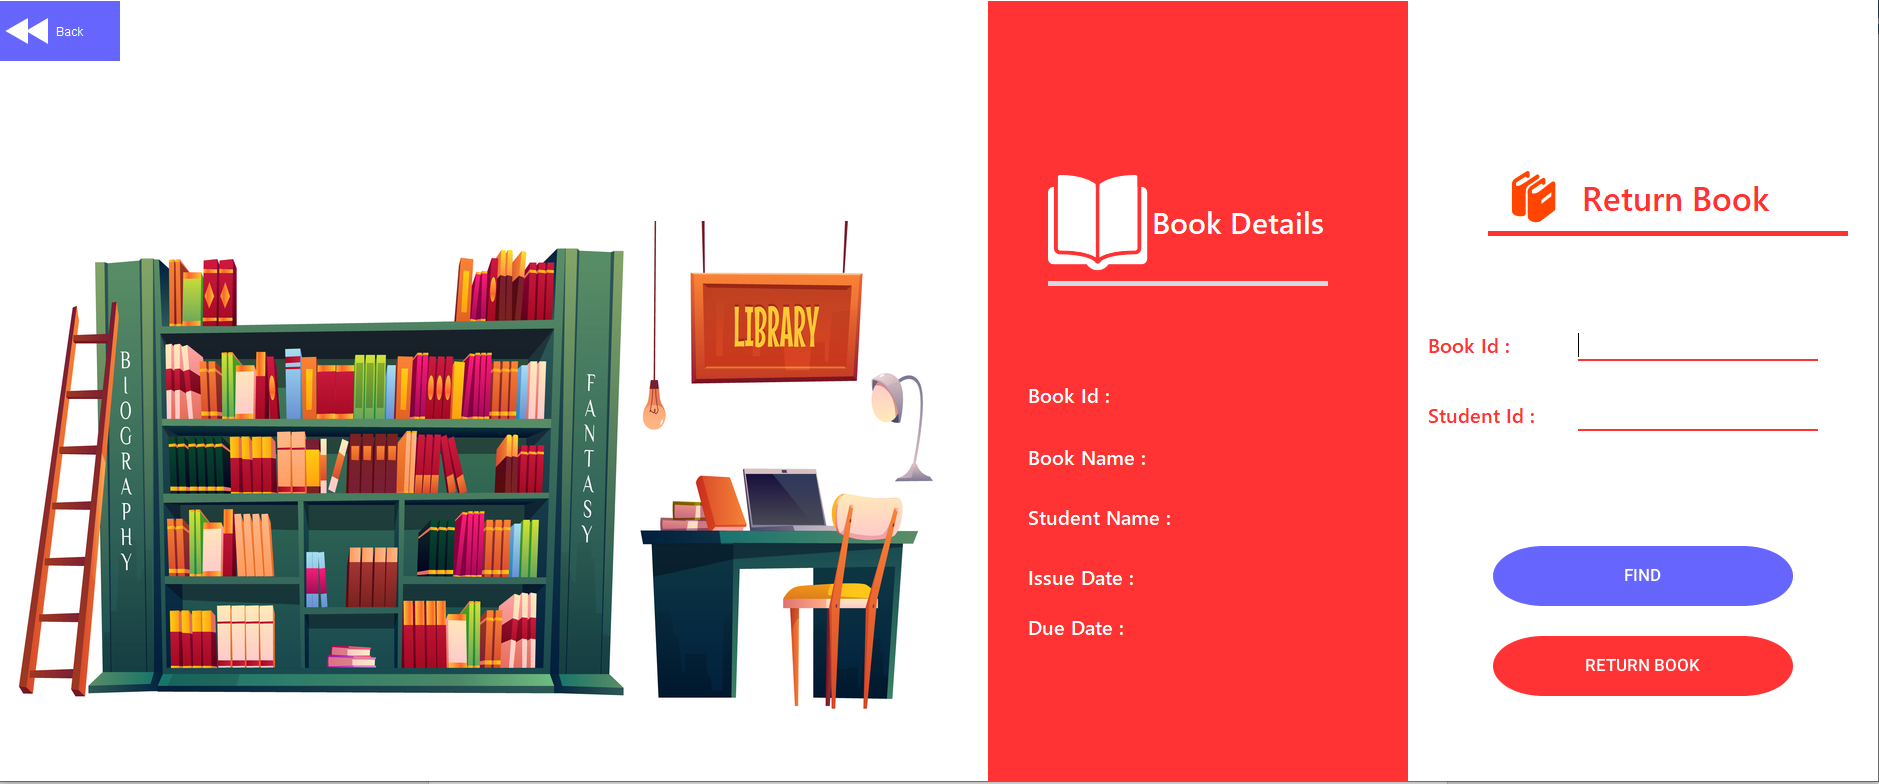 Back
BIOGRAPHY
FANTASY
LIBRARY
Book Details
Book Id :
Book Name :
Student Name :
Issue Date :
Due Date :
Return Book
Book Id :
Student Id :
FIND
RETURN BOOK